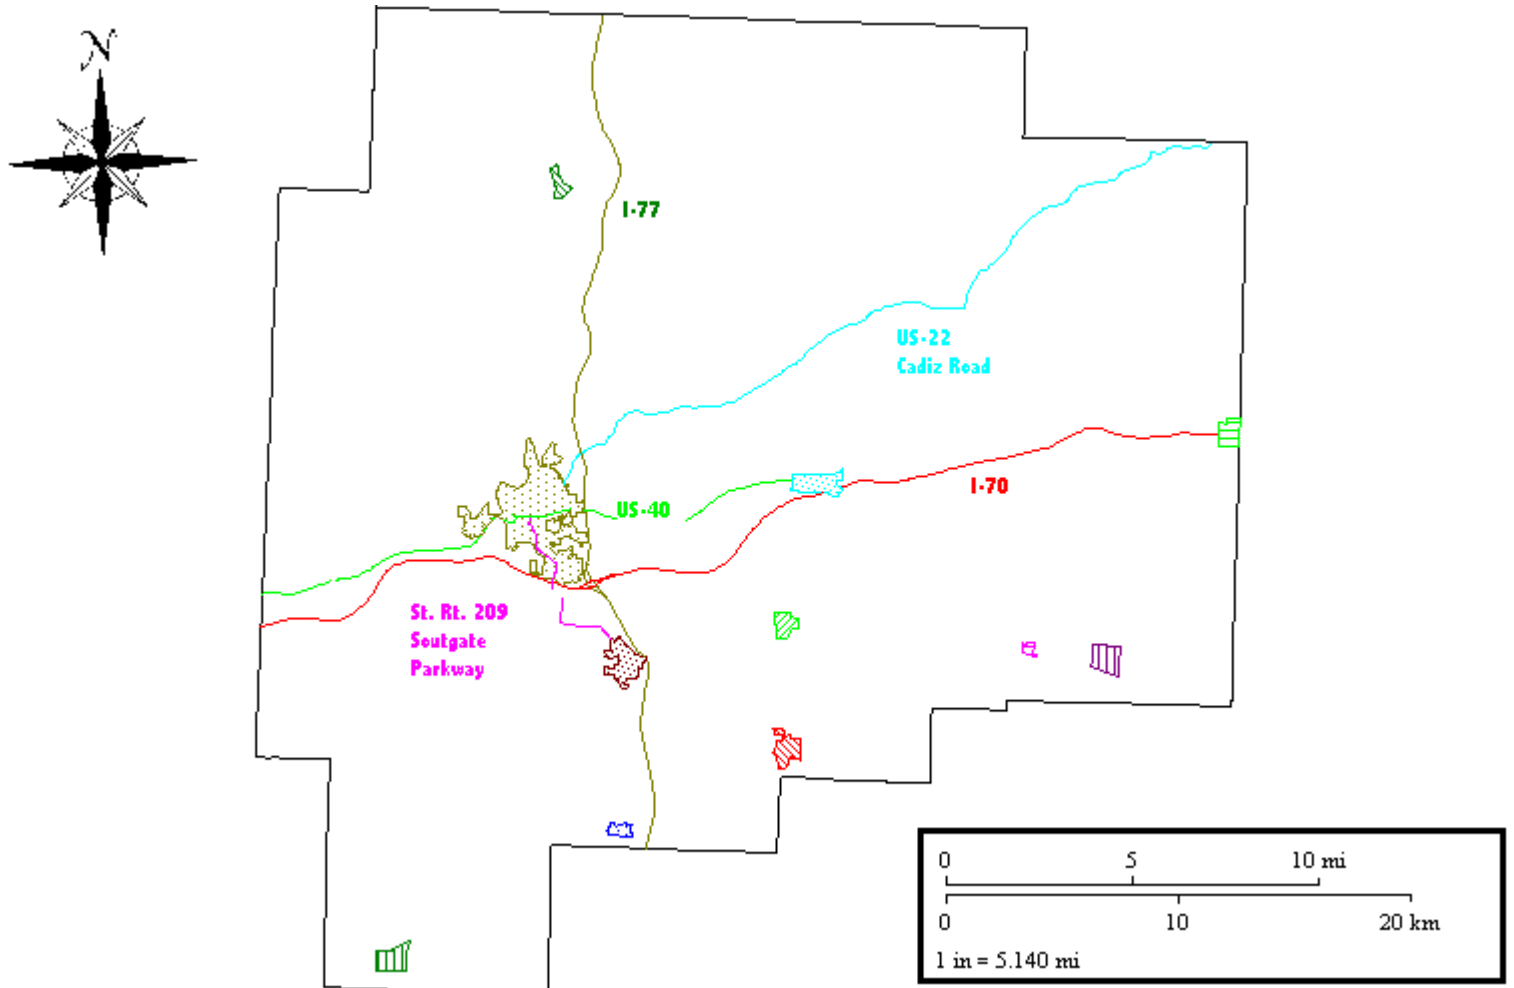 N
I-77
US-22
Cadiz Road
US-40
I-70
St. Rt. 209
Soutgate
Parkway
0 5 10 mi
0 10 20 km
1 in = 5.140 mi